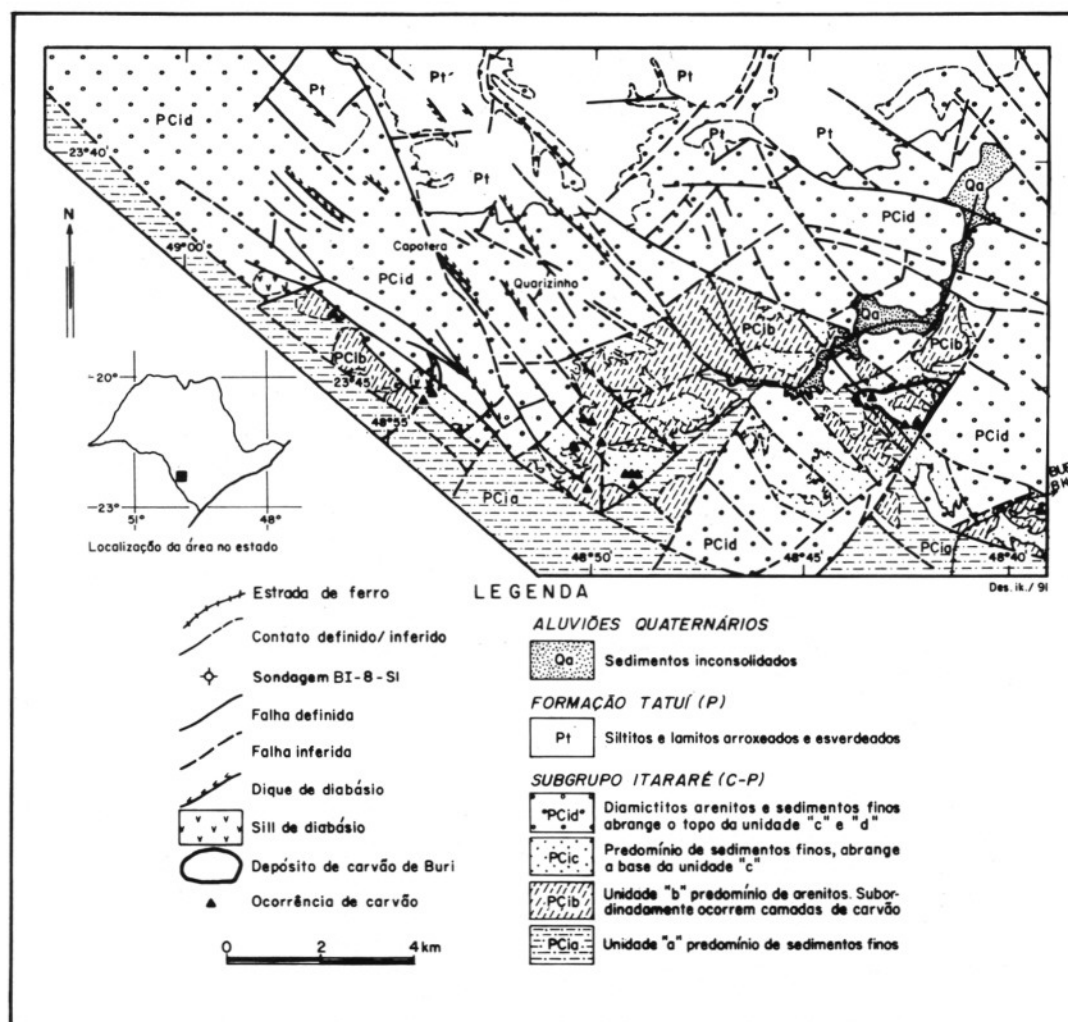 Pt
Pt
Pt
Pt
Pt
Pt
PCid
23°40'
Qa
N
PCid
49°00'
Capotera
PCid
Quarizinho
Qa
PCib
PCib
PCib
23°45'
-20°
48°55'
PCid
PCia
-23°
51°
48°
48°50'
PCid
48°45'
PCia
48°40'
Localização da área no estado
Des. ik./91
LEGENDA
Estrada de ferro
Contato definido/inferido
Sondagem BI-8-SI
Falha definida
Falha inferida
Dique de diabásio
Sill de diabásio
Depósito de carvão de Buri
Ocorrência de carvão
0 2 4 km
ALUVIÕES QUATERNÁRIOS
Qa Sedimentos inconsolidados
FORMAÇÃO TATUÍ (P)
Pt Siltitos e lamitos arroxeados e esverdeados
SUBGRUPO ITARARÉ (C-P)
PCid Diamictitos arenitos e sedimentos finos
abrange o topo da unidade "c" e "d"
PCic Predomínio de sedimentos finos, abrange
a base da unidade "c"
PCib Unidade "b" predomínio de arenitos. Subor-
dinadamente ocorrem camadas de carvão
PCia Unidade "a" predomínio de sedimentos finos